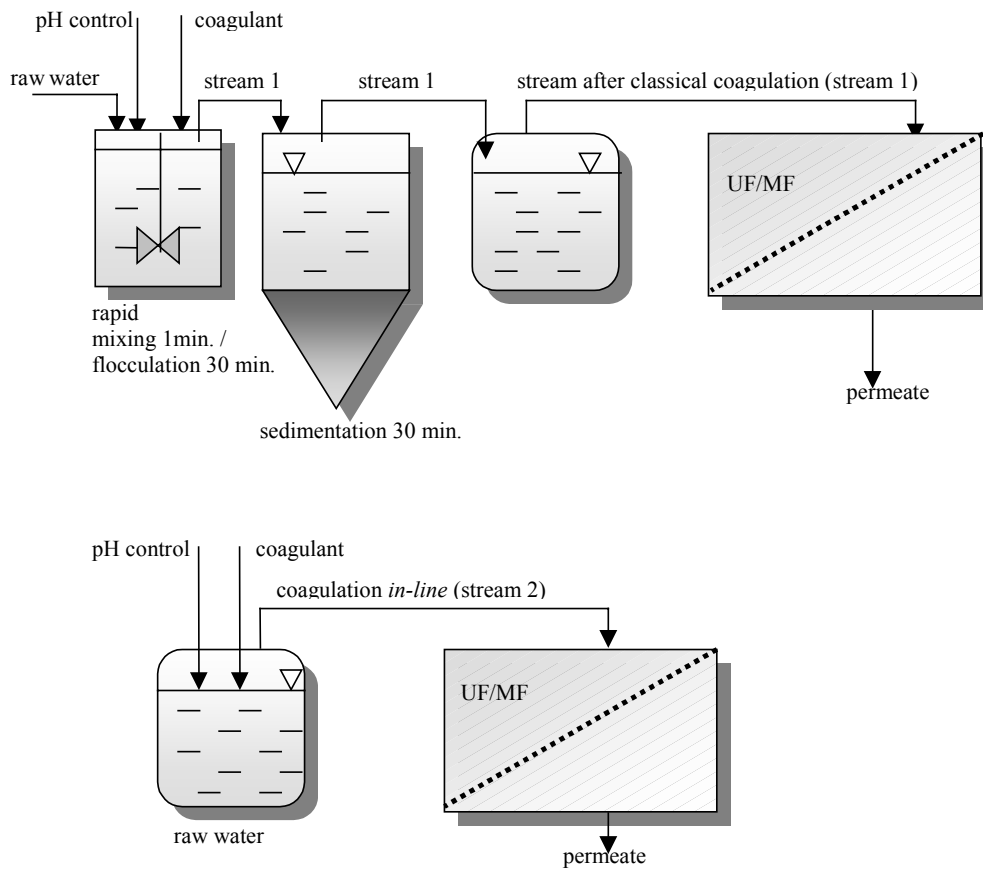 pH control
coagulant
raw water
stream 1
stream 1
stream after classical coagulation (stream 1)
UF/MF
rapid
mixing 1min. /
flocculation 30 min.
permeate
sedimentation 30 min.
pH control
coagulant
coagulation in-line (stream 2)
UF/MF
raw water
permeate